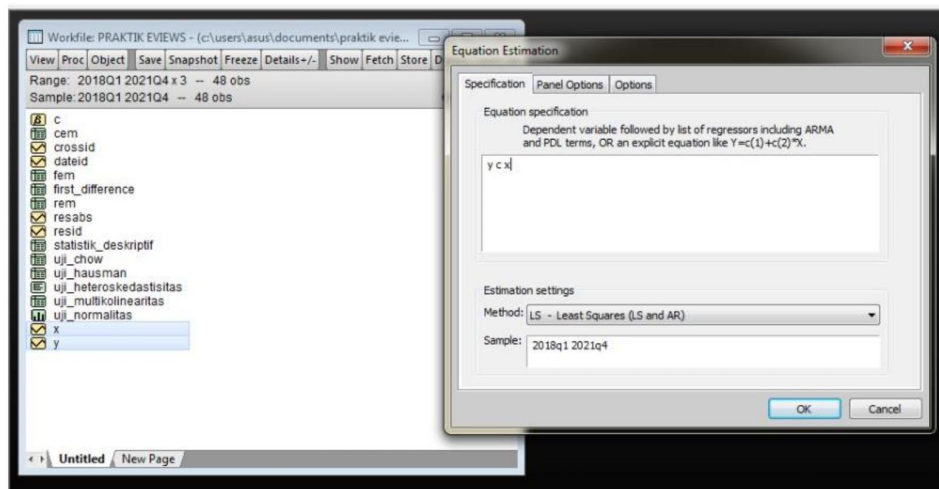 Workfile: PRAKTIK EVIEWS - (c:\users\asus\documents\praktik evie...
View Proc Object Save Snapshot Freeze Details+/- Show Fetch Store D
Range: 2018Q1 2021Q4 x 3 -- 48 obs
Sample: 2018Q1 2021Q4 -- 48 obs
c
cem
crossid
dateid
fem
first_difference
rem
resabs
resid
statistik_deskriptif
uji_chow
uji_hausman
uji_heteroskedastisitas
uji_multikolinearitas
uji_normalitas
x
y
Untitled New Page
Equation Estimation
Specification Panel Options Options
Equation specification
Dependent variable followed by list of regressors including ARMA
and PDL terms, OR an explicit equation like Y=c(1)+c(2)*X.
y c x
Estimation settings
Method: LS - Least Squares (LS and AR)
Sample: 2018q1 2021q4
OK Cancel